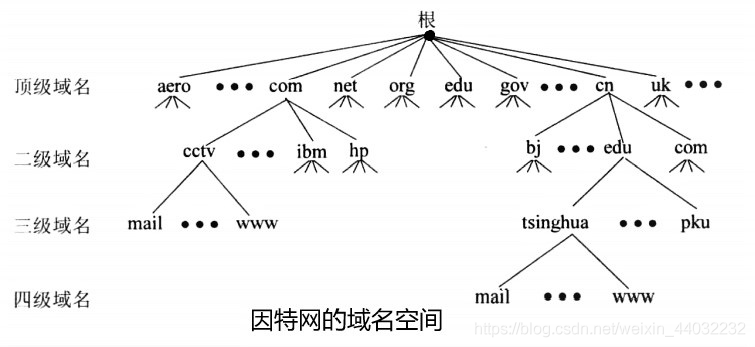 根
顶级域名 aero ••• com net org edu gov ••• cn uk •••
二级域名 cctv ••• ibm hp bj ••• edu com
三级域名 mail ••• www tsinghua ••• pku
四级域名 mail ••• www
因特网的域名空间
https://blog.csdn.net/weixin_44032232